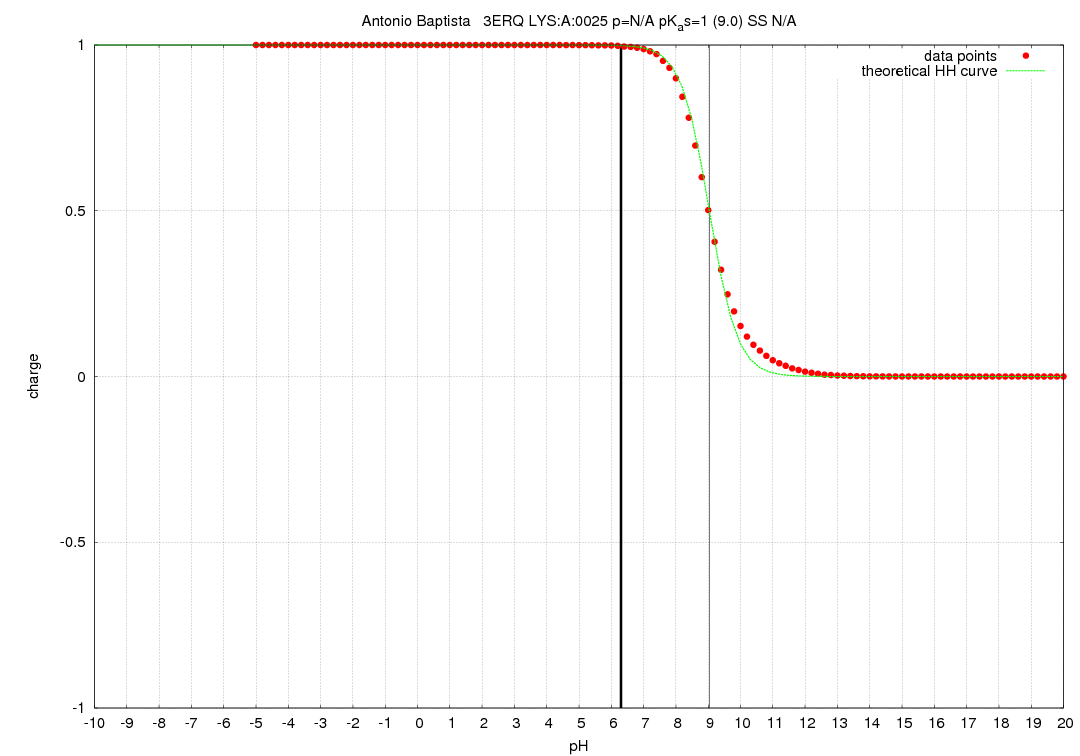 Antonio Baptista 3ERQ LYS:A:0025 p=N/A pKas=1 (9.0) SS N/A
data points
theoretical HH curve
1
0.5
0
-0.5
-1
charge
-10 -9 -8 -7 -6 -5 -4 -3 -2 -1 0 1 2 3 4 5 6 7 8 9 10 11 12 13 14 15 16 17 18 19 20
pH